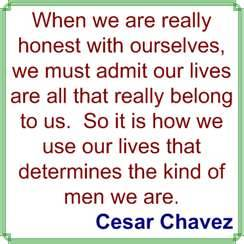 When we are really
honest with ourselves,
we must admit our lives
are all that really belong
to us.  So it is how we
use our lives that
determines the kind of
men we are.
Cesar Chavez